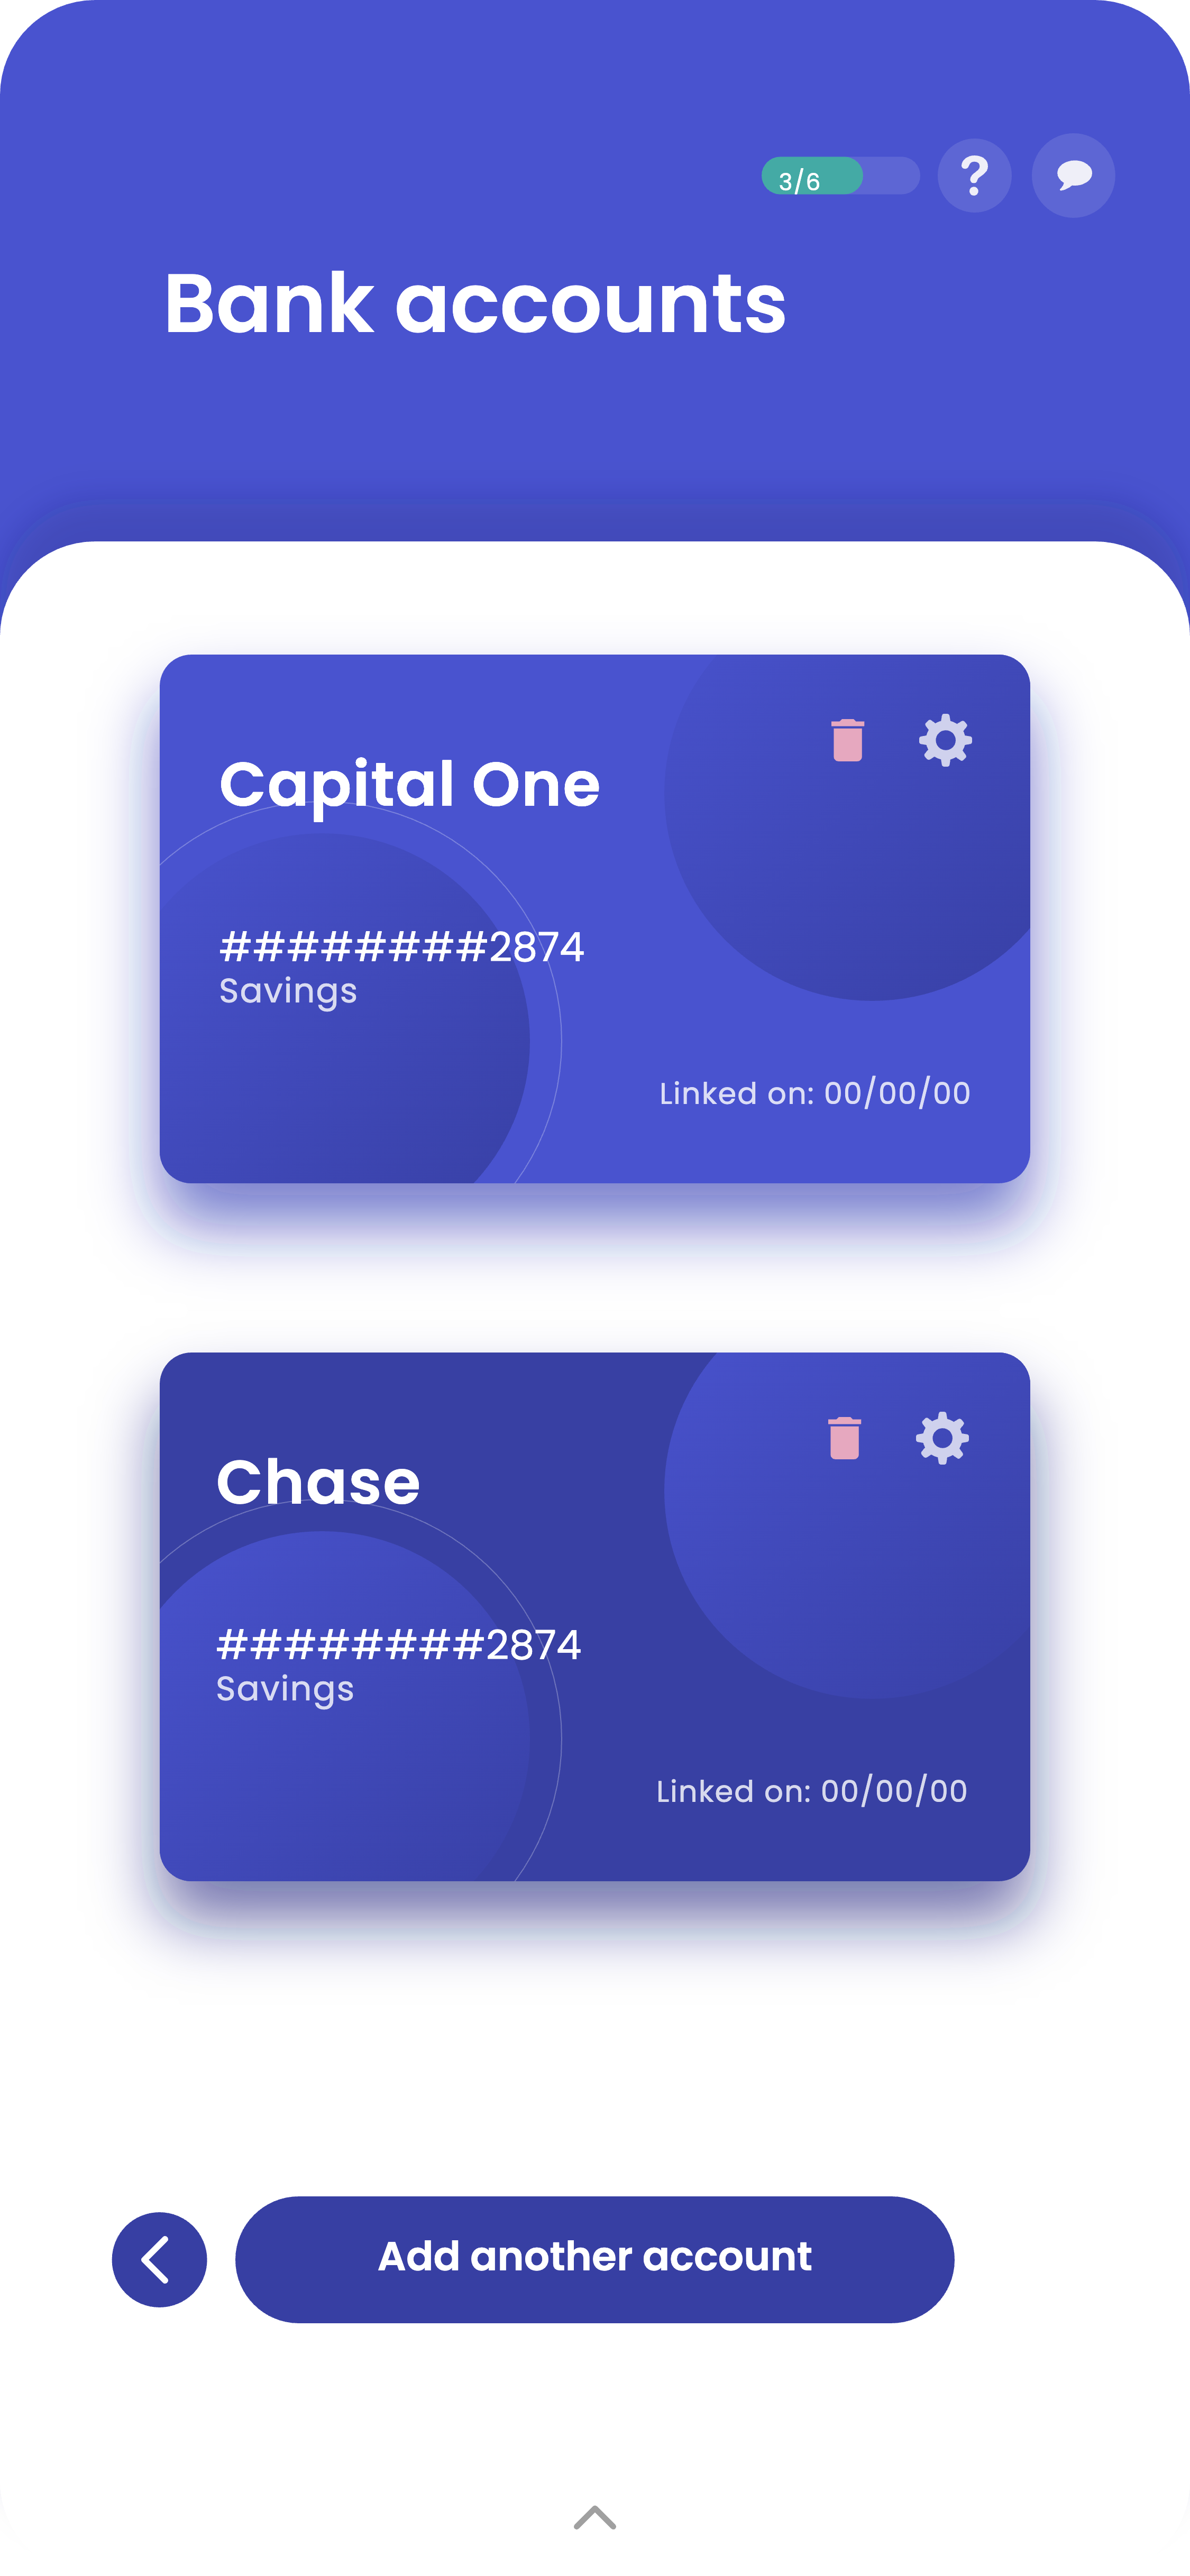 3/6
?
Bank accounts
Capital One
########2874
Savings
Linked on: 00/00/00
Chase
########2874
Savings
Linked on: 00/00/00
Add another account